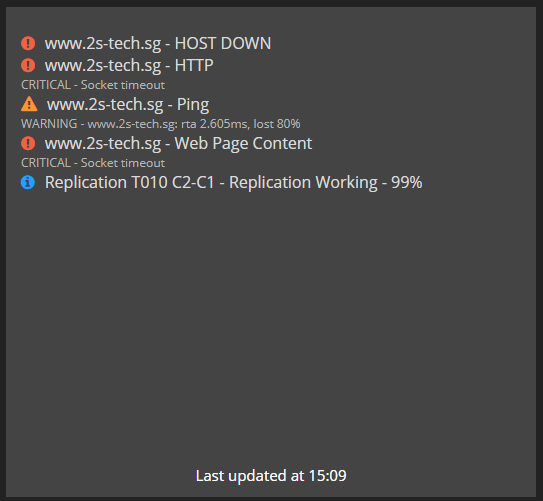 www.2s-tech.sg - HOST DOWN
www.2s-tech.sg - HTTP
CRITICAL - Socket timeout
www.2s-tech.sg - Ping
WARNING - www.2s-tech.sg: rta 2.605ms, lost 80%
www.2s-tech.sg - Web Page Content
CRITICAL - Socket timeout
Replication T010 C2-C1 - Replication Working - 99%
Last updated at 15:09